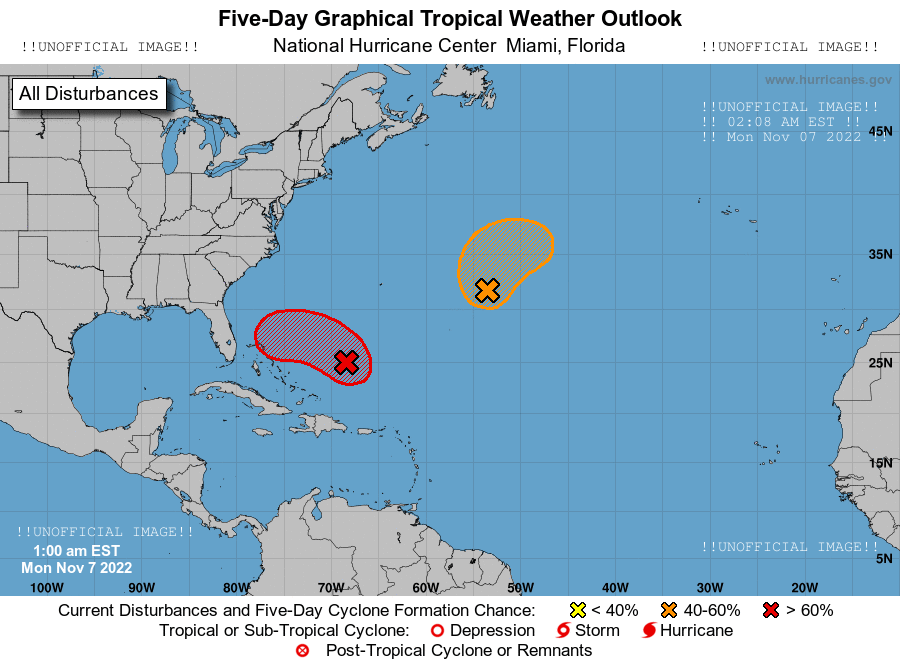 Five-Day Graphical Tropical Weather Outlook
!!UNOFFICIAL IMAGE!! National Hurricane Center Miami, Florida !!UNOFFICIAL IMAGE!!
www.hurricanes.gov
All Disturbances
!!UNOFFICIAL IMAGE!!
!! 02:08 AM EST !!
!! Mon Nov 07 2022 !!
45N
35N
25N
15N
!!UNOFFICIAL IMAGE!!
1:00 am EST
Mon Nov 7 2022
!!UNOFFICIAL IMAGE!!
5N
100W 90W 80W 70W 60W 50W 40W 30W 20W
Current Disturbances and Five-Day Cyclone Formation Chance: < 40% 40-60% > 60%
Tropical or Sub-Tropical Cyclone: Depression Storm Hurricane
Post-Tropical Cyclone or Remnants